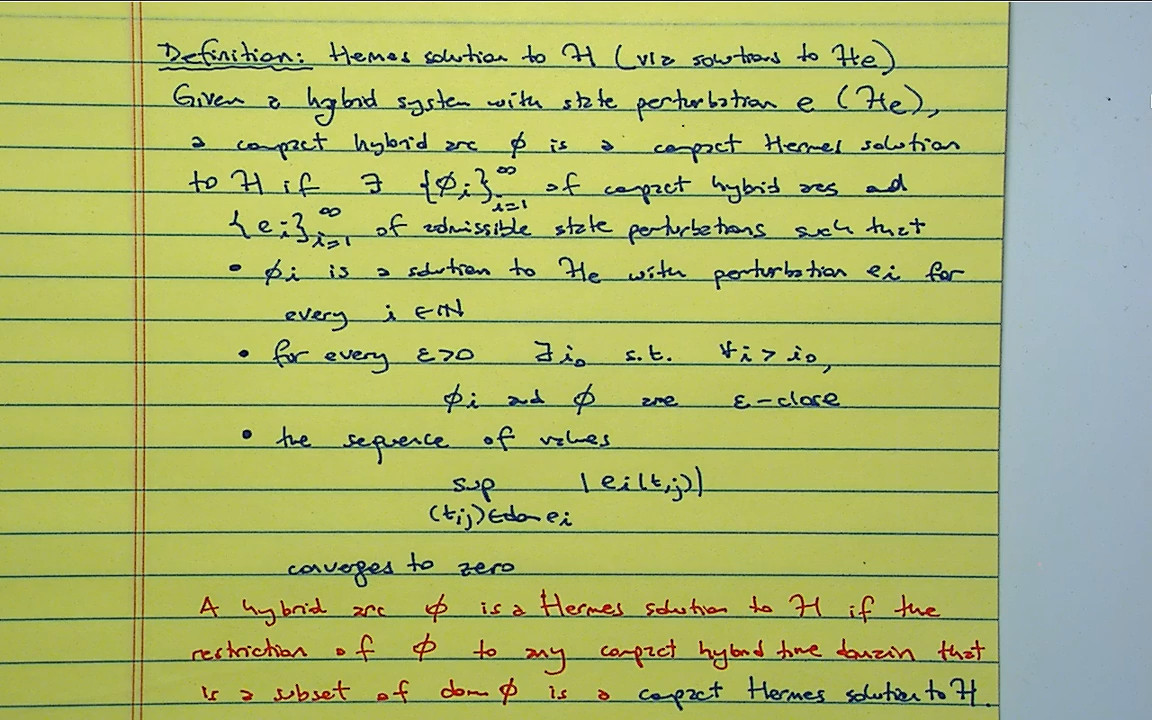 Definition: Hermes solution to H (via solutions to He)
Given a hybrid system with state perturbation e (He),
a compact hybrid arc φ is a compact Hermes solution
to H if ∃ {φi}∞i=1 of compact hybrid arcs and
{ei}∞i=1 of admissible state perturbations such that
• φi is a solution to He with perturbation ei for
every i ∈ N
• for every ε>0 ∃ i0 s.t. ∀ i > i0,
φi and φ are ε-close
• the sequence of values
sup |ei(t,j)|
(t,j)∈dom ei
converges to zero
A hybrid arc φ is a Hermes solution to H if the
restriction of φ to any compact hybrid time domain that
is a subset of dom φ is a compact Hermes solution to H.